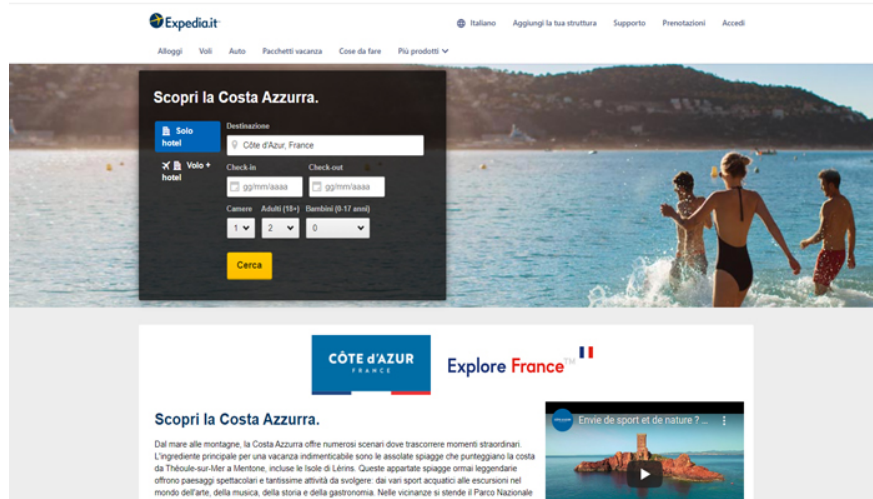 Expedia.it
Italiano Aggiungi la tua struttura Supporto Prenotazioni Accedi
Alloggi Voli Auto Pacchetti vacanza Cose da fare Più prodotti
Scopri la Costa Azzurra.
Solo hotel
Volo + hotel
Destinazione
Côte d'Azur, France
Check-in Check-out
gg/mm/aaaa gg/mm/aaaa
Camere Adulti (18+) Bambini (0-17 anni)
1 2 0
Cerca
CÔTE d'AZUR
FRANCE
Explore France™
Scopri la Costa Azzurra.
Envie de sport et de nature ? ...
Dal mare alle montagne, la Costa Azzurra offre numerosi scenari dove trascorrere momenti straordinari.
L'ingrediente principale per una vacanza indimenticabile sono le assolate spiagge che punteggiano la costa
da Théoule-sur-Mer a Mentone, incluse le Isole di Lérins. Queste appartate spiagge ormai leggendarie
offrono paesaggi spettacolari e tantissime attività da svolgere: dai vari sport acquatici alle escursioni nel
mondo dell'arte, della musica, della storia e della gastronomia. Nelle vicinanze si stende il Parco Nazionale